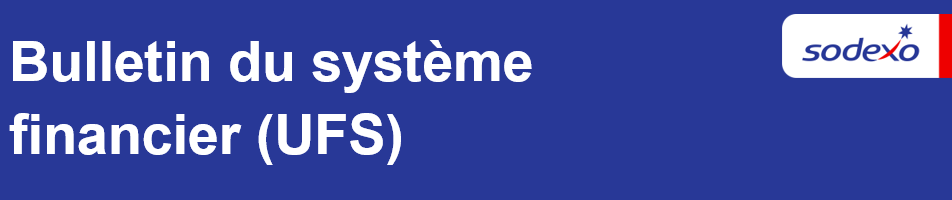 Bulletin du système
financier (UFS)
sodexo